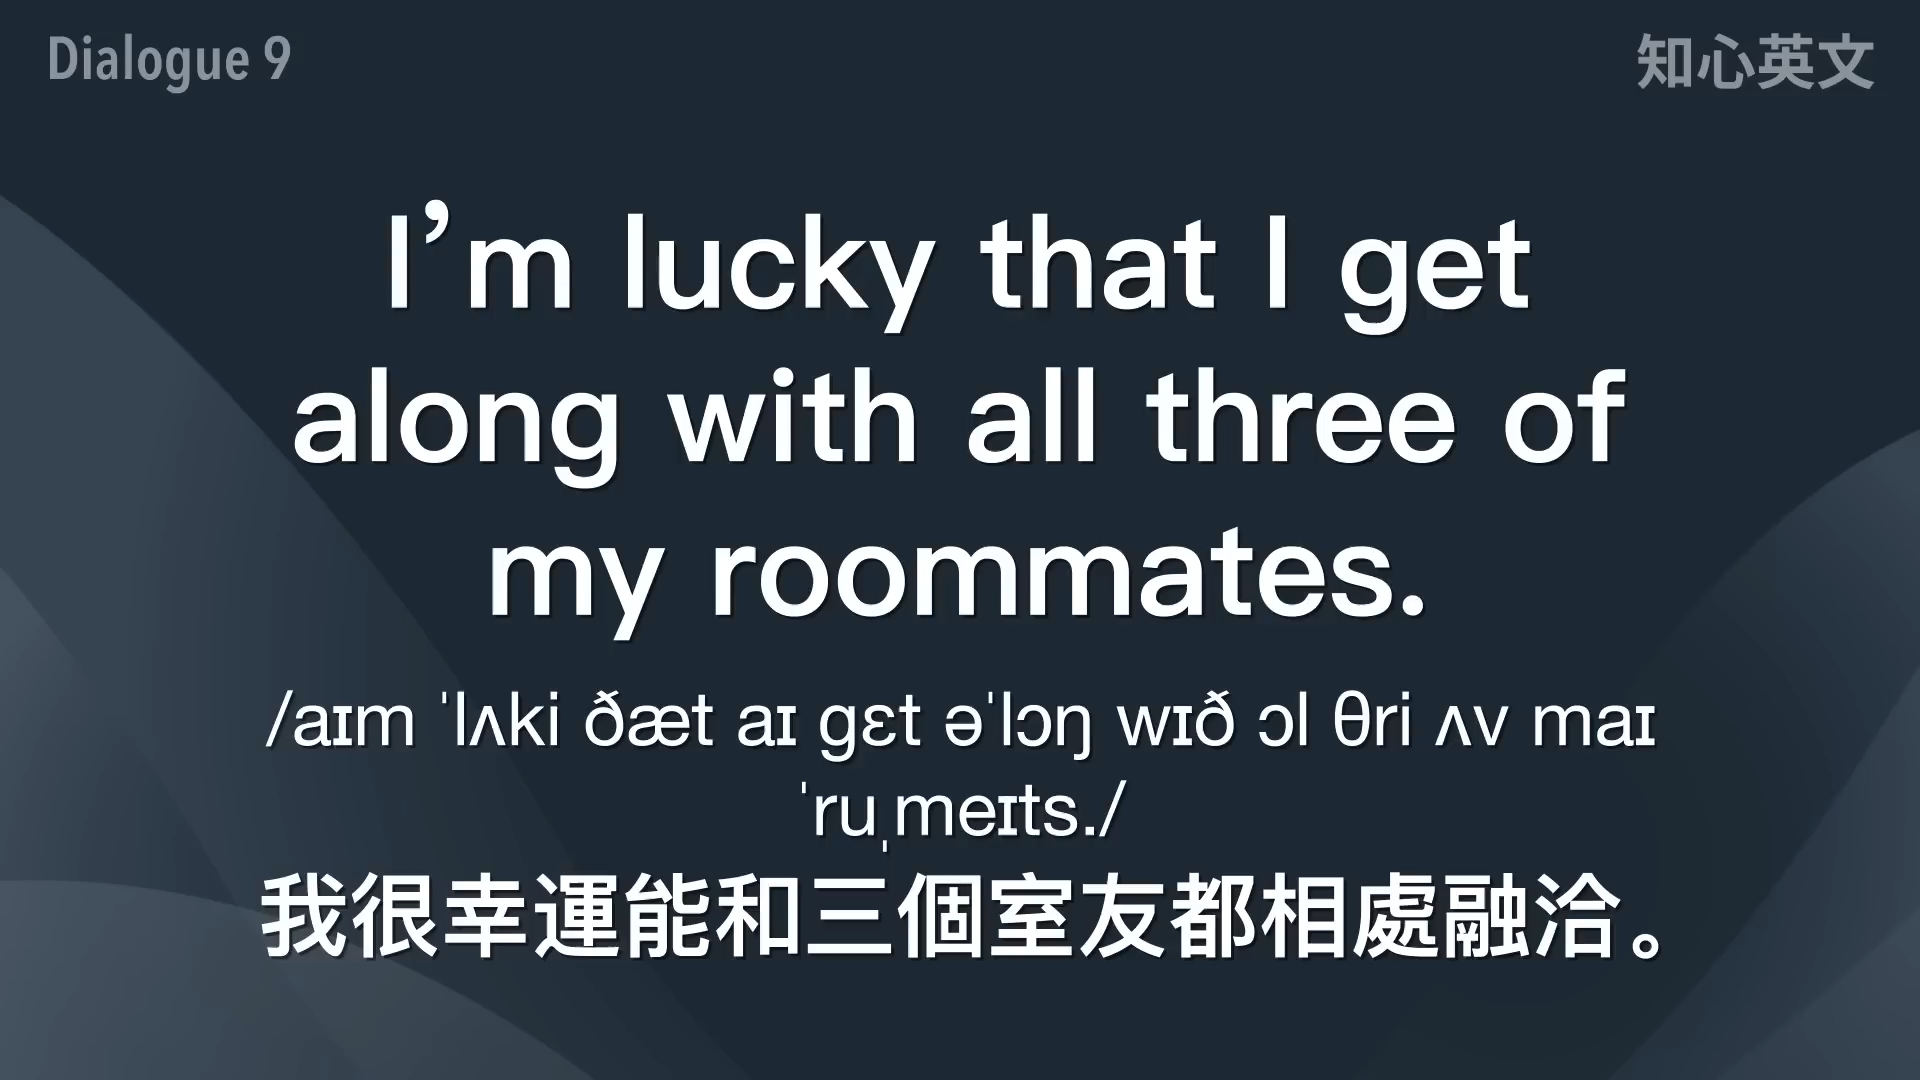 Dialogue 9
知心英文
I’m lucky that I get
along with all three of
my roommates.
/aɪm ˈlʌki ðæt aɪ gɛt əˈlɔŋ wɪð ɔl θri ʌv maɪ
ˈruˌmeɪts./
我很幸運能和三個室友都相處融洽。